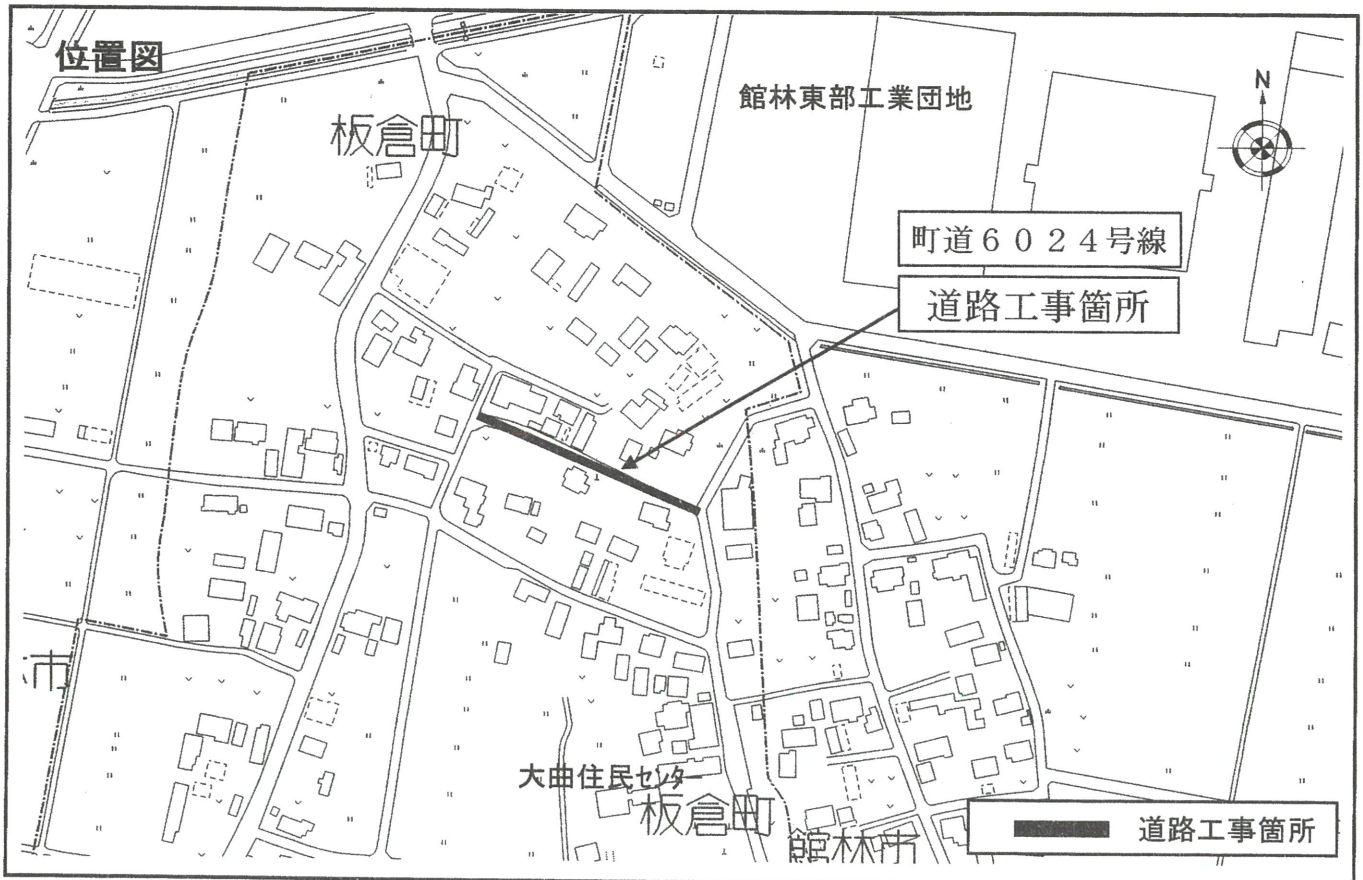 位置図
館林東部工業団地
N
板倉町
町道6024号線
道路工事箇所
市
大曲住民センター
板倉町
館林市
道路工事箇所